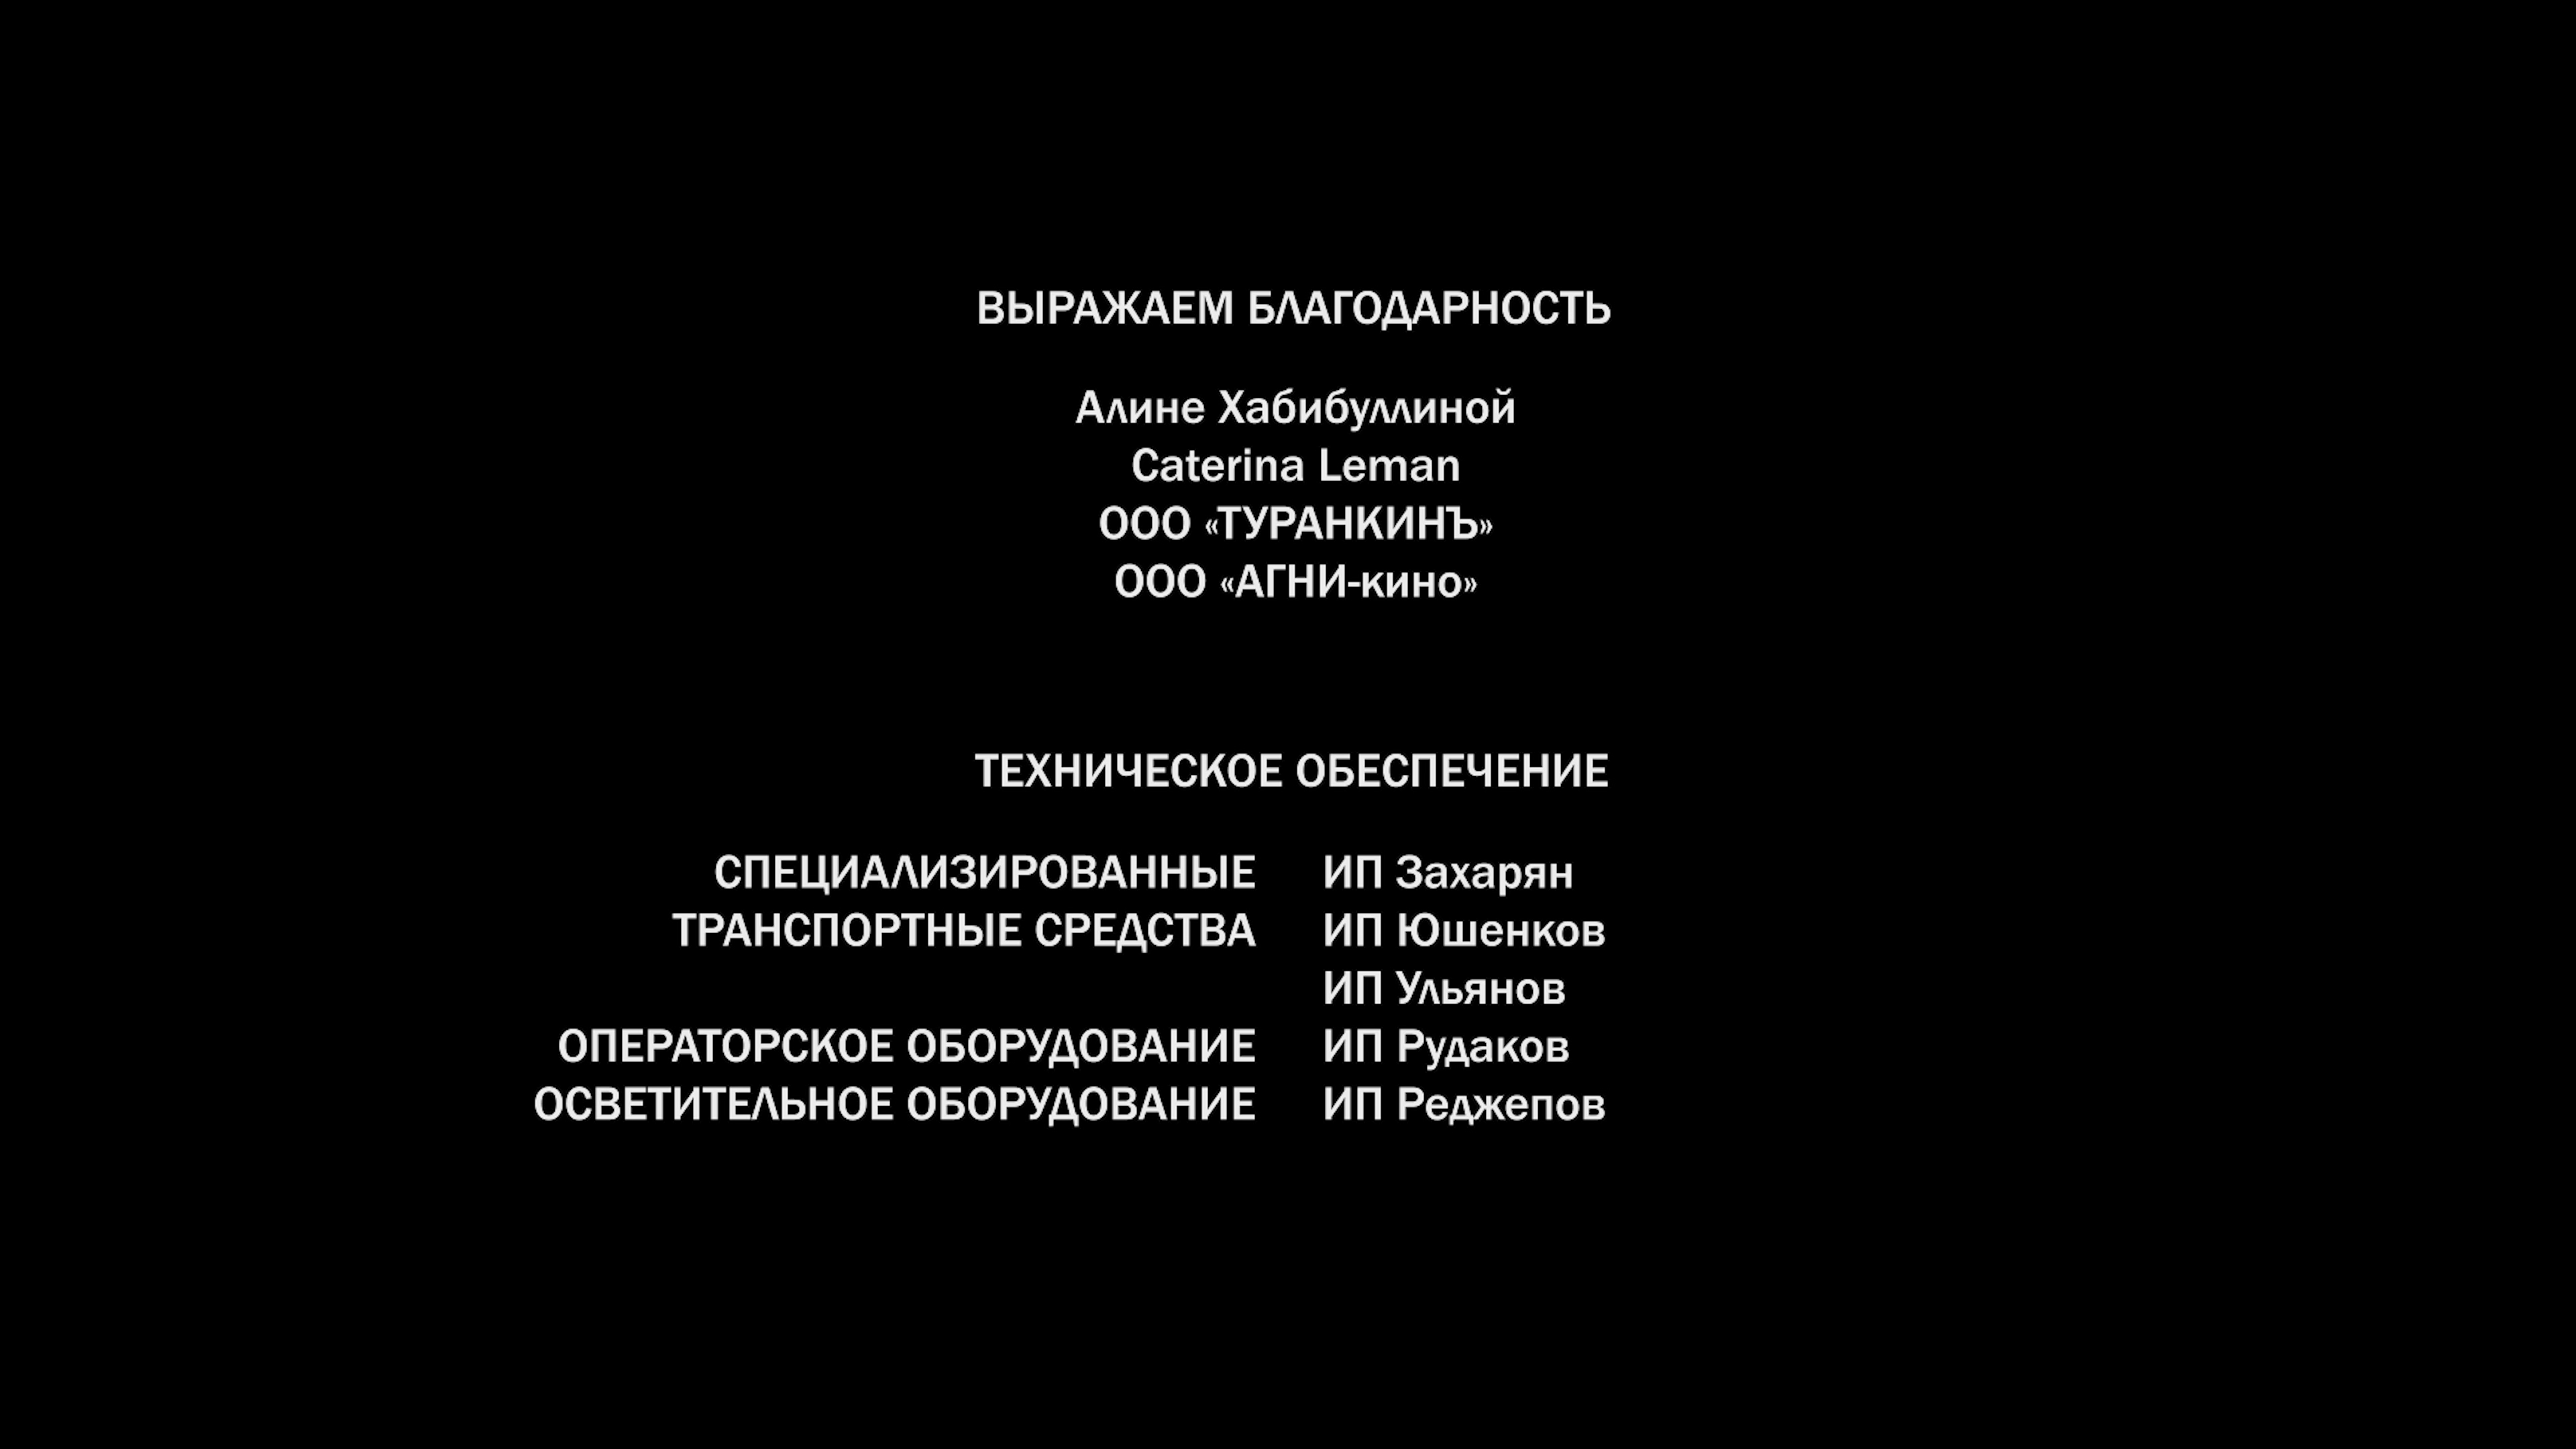 ВЫРАЖАЕМ БЛАГОДАРНОСТЬ
Алине Хабибуллиной
Caterina Leman
ООО «ТУРАНКИНЪ»
ООО «АГНИ-кино»
ТЕХНИЧЕСКОЕ ОБЕСПЕЧЕНИЕ
СПЕЦИАЛИЗИРОВАННЫЕ ИП Захарян
ТРАНСПОРТНЫЕ СРЕДСТВА ИП Юшенков
ИП Ульянов
ОПЕРАТОРСКОЕ ОБОРУДОВАНИЕ ИП Рудаков
ОСВЕТИТЕЛЬНОЕ ОБОРУДОВАНИЕ ИП Реджепов